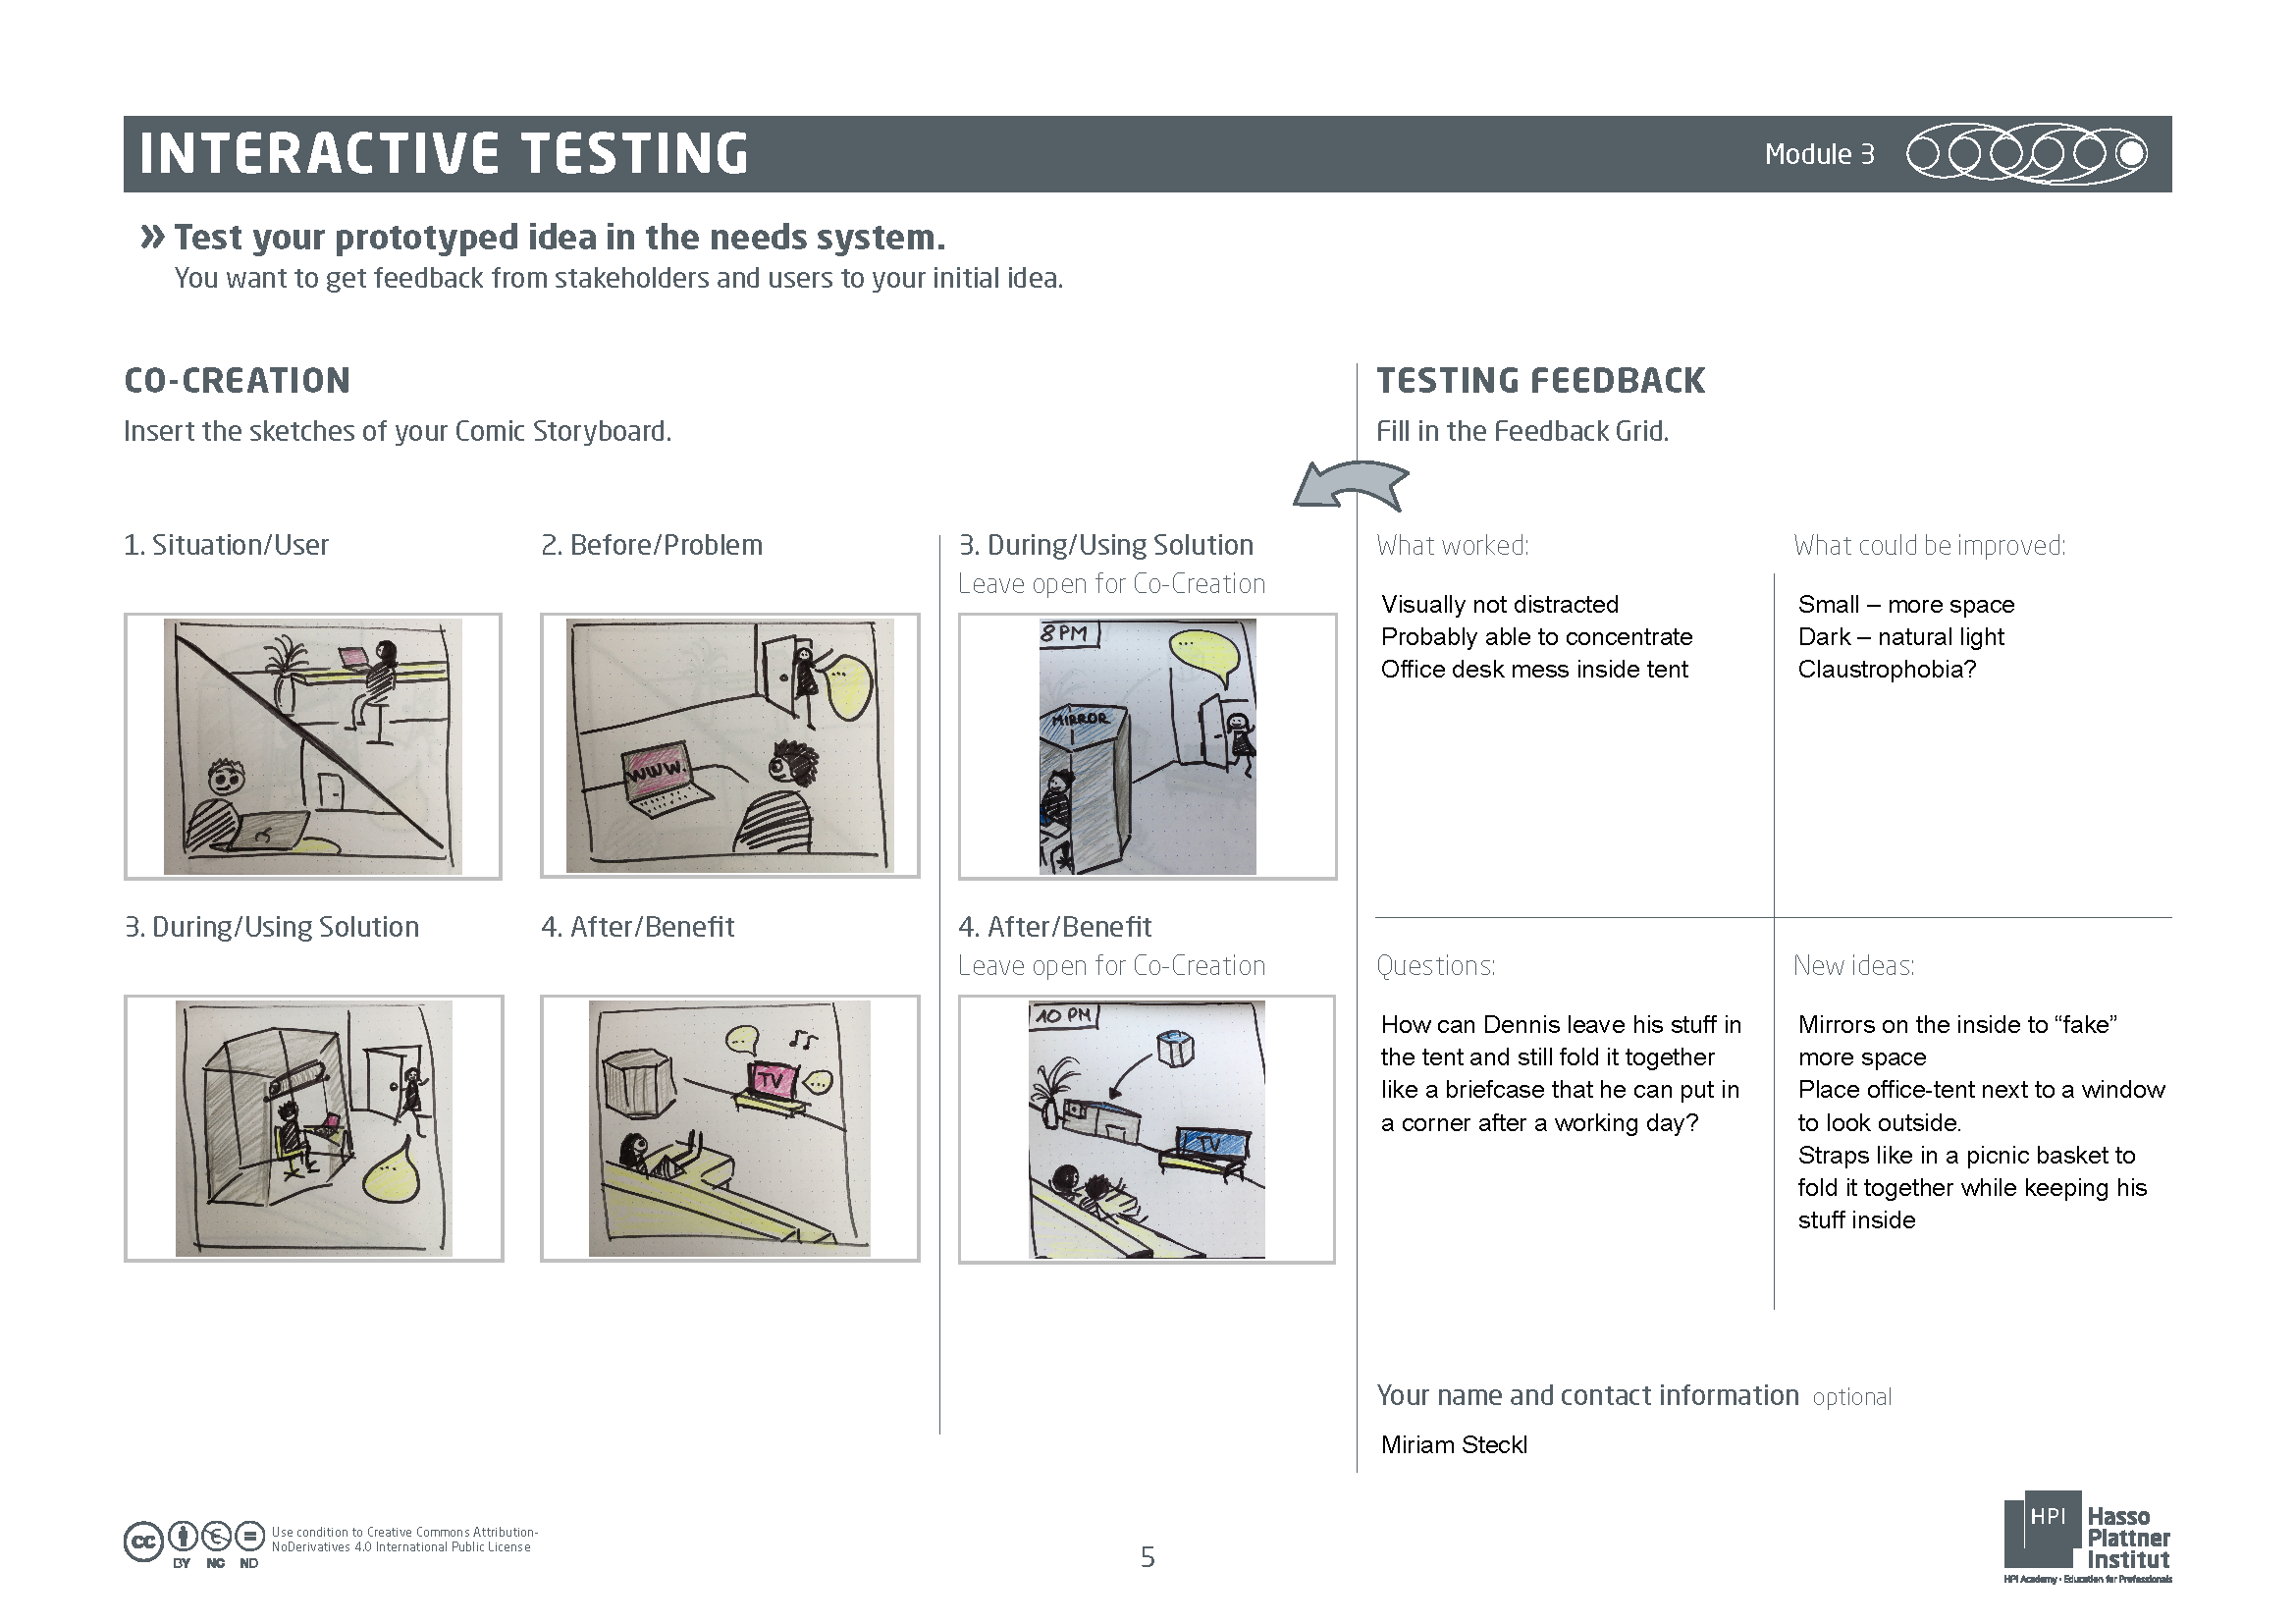 INTERACTIVE TESTING
Module 3
» Test your prototyped idea in the needs system.
You want to get feedback from stakeholders and users to your initial idea.
CO-CREATION
Insert the sketches of your Comic Storyboard.
1. Situation/User
2. Before/Problem
WWW.
...
3. During/Using Solution
Leave open for Co-Creation
8 PM
...
MIRROR
3. During/Using Solution
...
4. After/Benefit
...
TV
...
4. After/Benefit
Leave open for Co-Creation
10 PM
TV
TESTING FEEDBACK
Fill in the Feedback Grid.
What worked:
Visually not distracted
Probably able to concentrate
Office desk mess inside tent
What could be improved:
Small – more space
Dark – natural light
Claustrophobia?
Questions:
How can Dennis leave his stuff in
the tent and still fold it together
like a briefcase that he can put in
a corner after a working day?
New ideas:
Mirrors on the inside to “fake”
more space
Place office-tent next to a window
to look outside.
Straps like in a picnic basket to
fold it together while keeping his
stuff inside
Your name and contact information optional
Miriam Steckl
cc
BY NC ND
Use condition to Creative Commons Attribution-
NoDerivatives 4.0 International Public License
5
HPI
Hasso
Plattner
Institut
HPI Academy • Education for Professionals